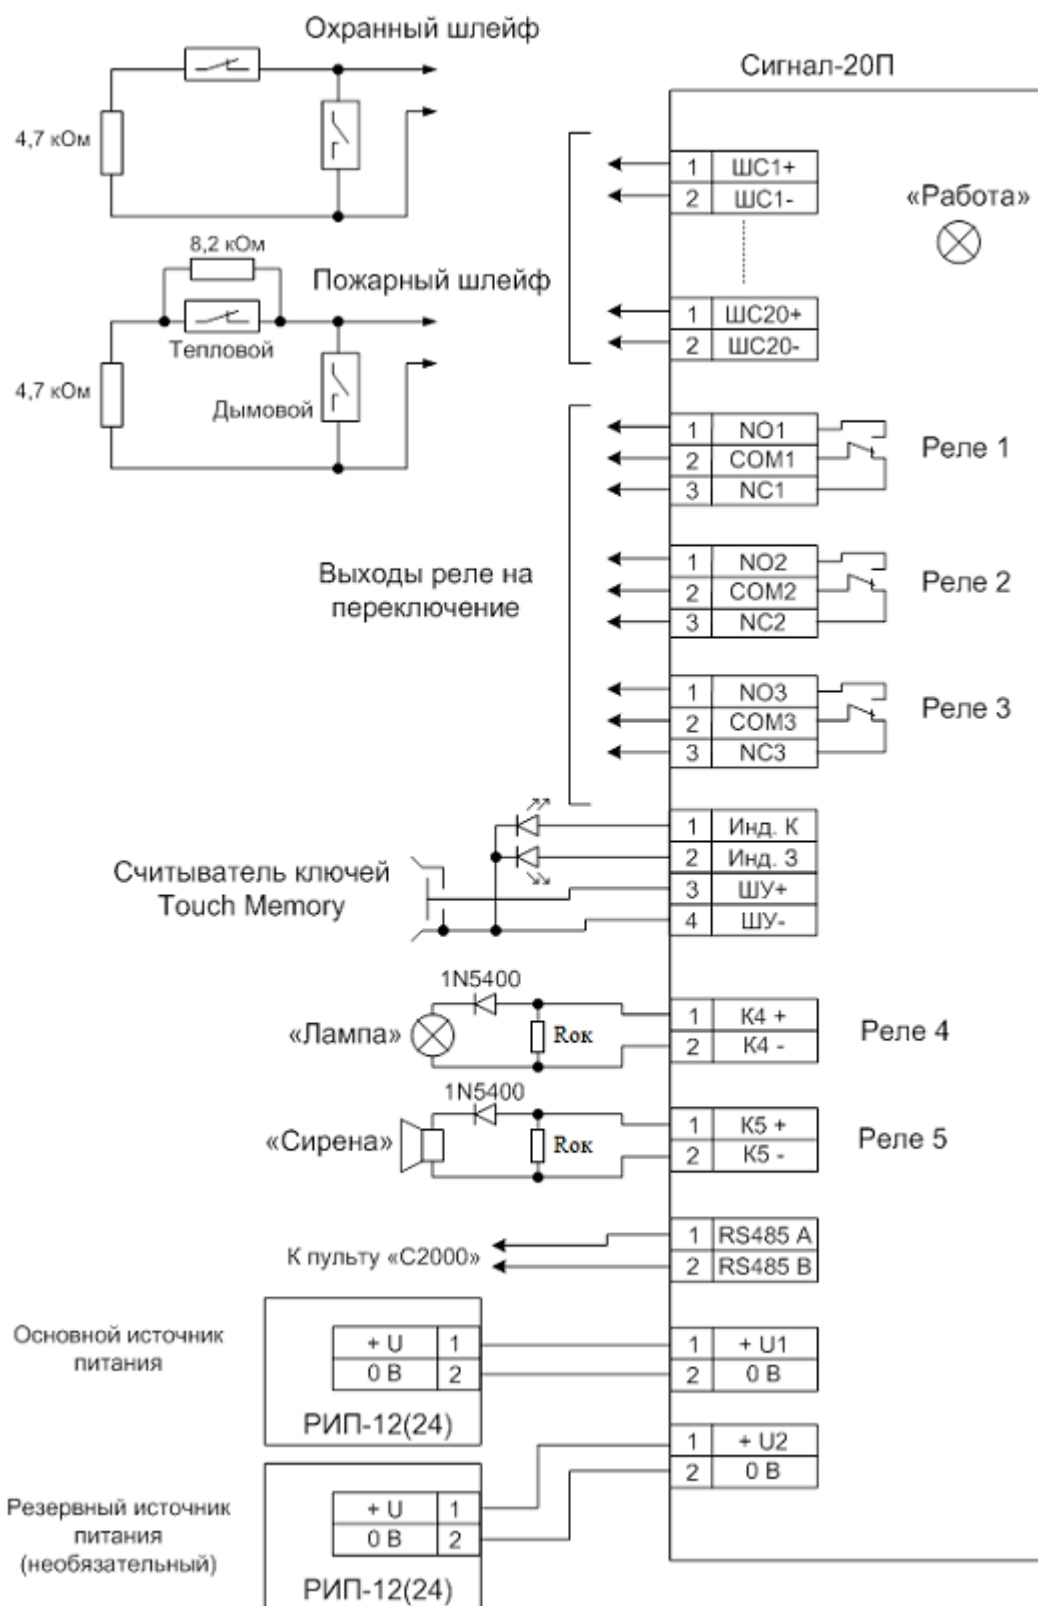 Охранный шлейф
4,7 кОм
8,2 кОм
Пожарный шлейф
Тепловой
4,7 кОм
Дымовой
Сигнал-20П
«Работа»
1 ШС1+
2 ШС1-
1 ШС20+
2 ШС20-
1 NO1
2 COM1
3 NC1
Реле 1
Выходы реле на
переключение
1 NO2
2 COM2
3 NC2
Реле 2
1 NO3
2 COM3
3 NC3
Реле 3
Считыватель ключей
Touch Memory
1 Инд. К
2 Инд. З
3 ШУ+
4 ШУ-
1N5400
«Лампа»
Rок
1 К4 +
2 К4 -
Реле 4
1N5400
«Сирена»
Rок
1 К5 +
2 К5 -
Реле 5
К пульту «С2000»
1 RS485 A
2 RS485 B
Основной источник
питания
+ U 1
0 В 2
РИП-12(24)
1 + U1
2 0 В
Резервный источник
питания
(необязательный)
+ U 1
0 В 2
РИП-12(24)
1 + U2
2 0 В